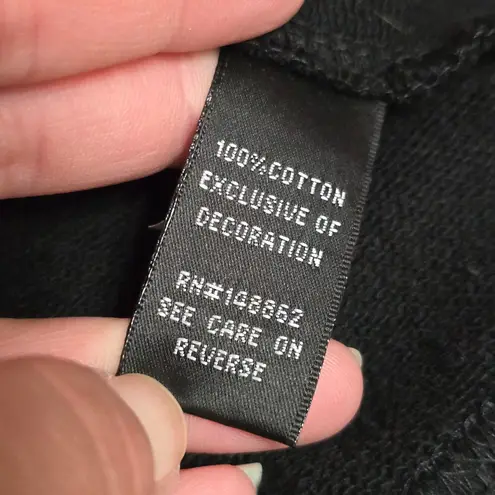 100%COTTON
EXCLUSIVE OF
DECORATION
RN#148862
SEE CARE ON
REVERSE